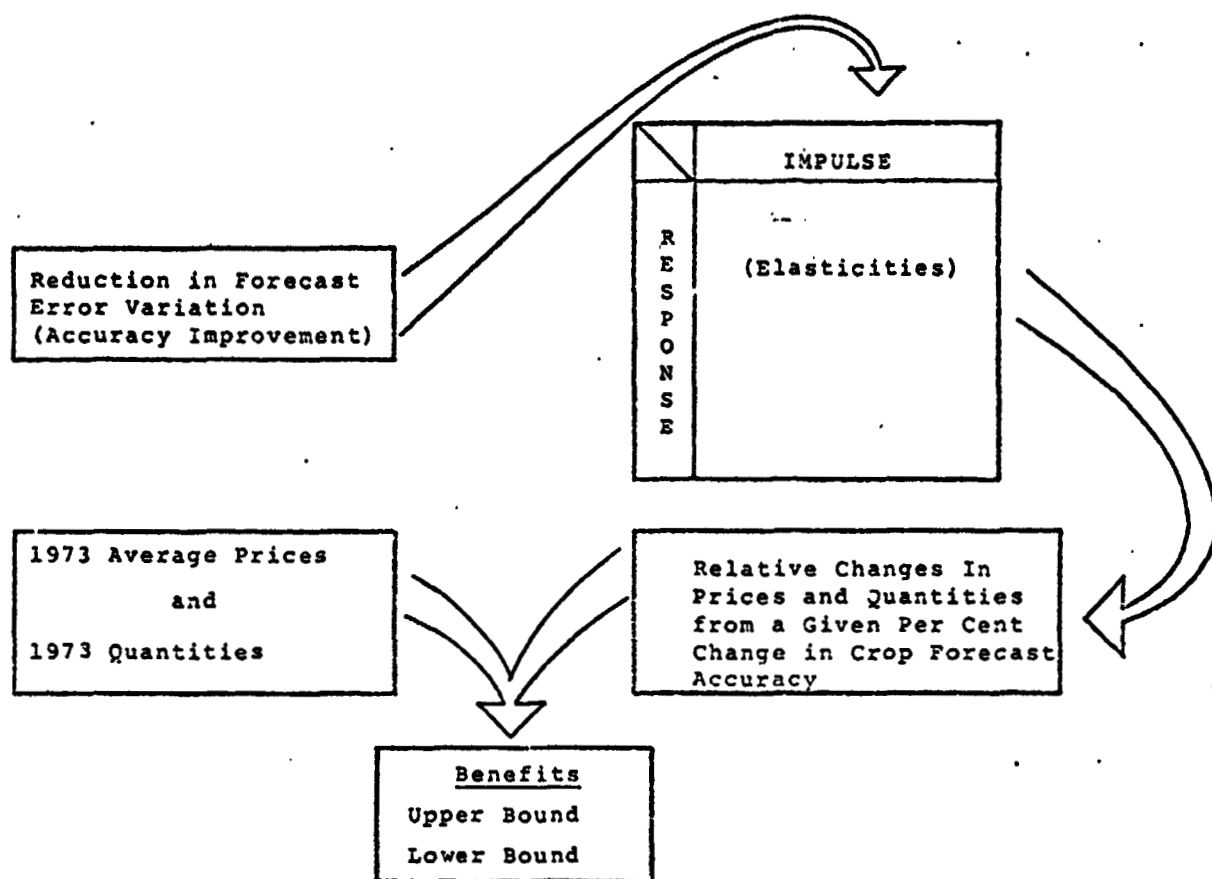 IMPULSE
RESPONSE
(Elasticities)
Reduction in Forecast
Error Variation
(Accuracy Improvement)
1973 Average Prices
and
1973 Quantities
Relative Changes In
Prices and Quantities
from a Given Per Cent
Change in Crop Forecast
Accuracy
Benefits
Upper Bound
Lower Bound